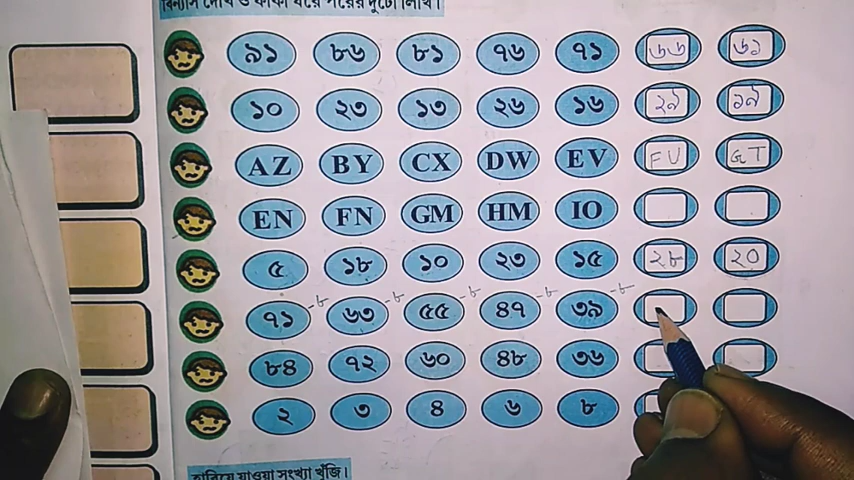 বিন্যাস দেখি ও ফাঁকা ঘরে পরের দুটো লিখি।
৯১ ৮৬ ৮১ ৭৬ ৭১ ৬৬ ৬১
১০ ২৩ ১৩ ২৬ ১৬ ২৯ ১৯
AZ BY CX DW EV FU GT
EN FN GM HM IO
৫ ১৮ ১০ ২৩ ১৫ ২৮ ২০
৭১ -৮ ৬৩ -৮ ৫৫ -৮ ৪৭ -৮ ৩৯ -৮
৮৪ ৭২ ৬০ ৪৮ ৩৬
২ ৩ ৪ ৬ ৮
হারিয়ে যাওয়া সংখ্যা খুঁজি।